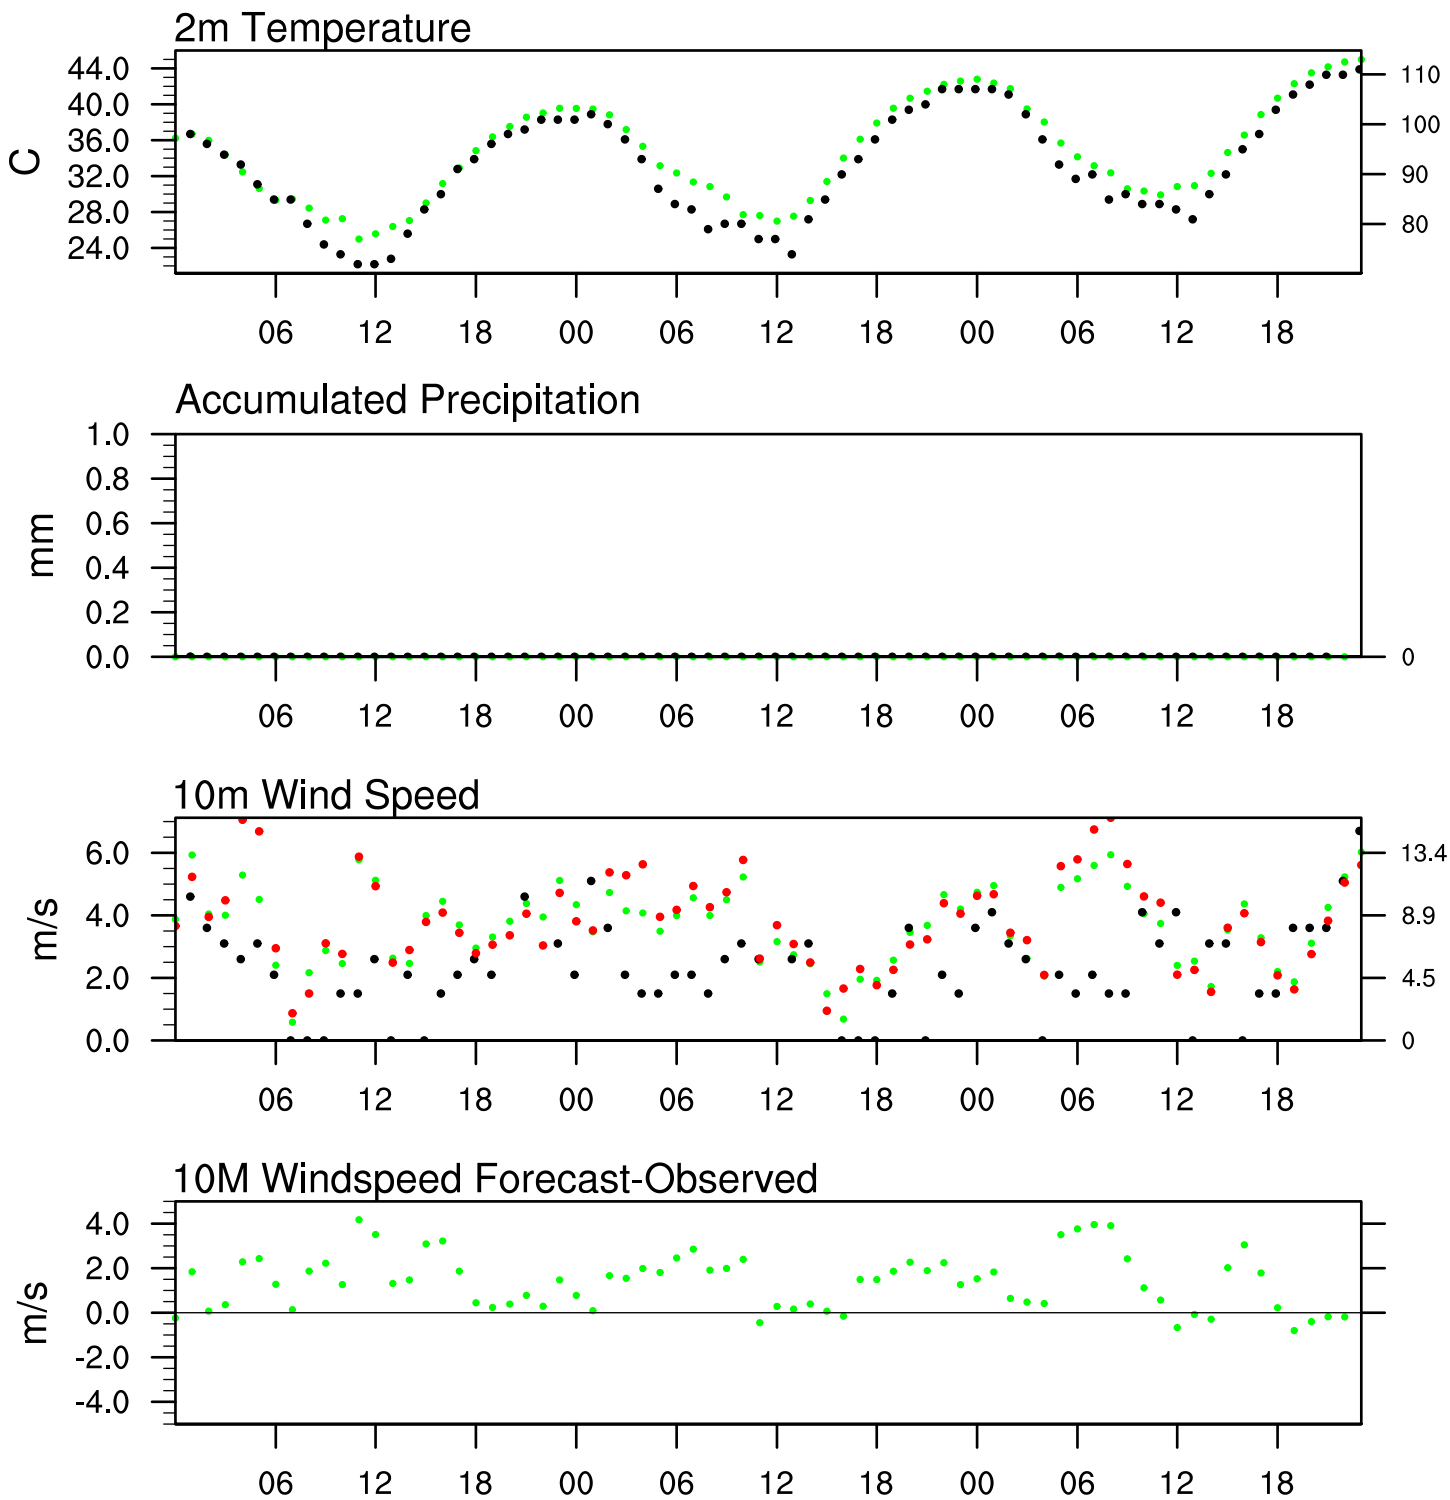 2m Temperature
44.0
40.0
36.0
32.0
28.0
24.0
C
110
100
90
80
06 12 18 00 06 12 18 00 06 12 18
Accumulated Precipitation
1.0
0.8
0.6
0.4
0.2
0.0
mm
0
06 12 18 00 06 12 18 00 06 12 18
10m Wind Speed
6.0
4.0
2.0
0.0
m/s
13.4
8.9
4.5
0
06 12 18 00 06 12 18 00 06 12 18
10M Windspeed Forecast-Observed
4.0
2.0
0.0
-2.0
-4.0
m/s
06 12 18 00 06 12 18 00 06 12 18